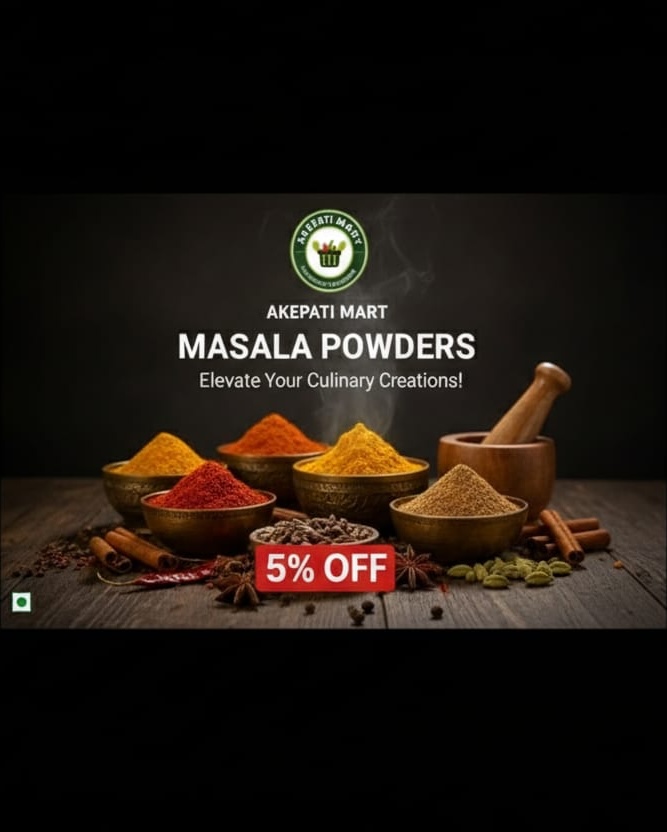 AKEPATI MART
AKEPATI MART
MASALA POWDERS
Elevate Your Culinary Creations!
5% OFF